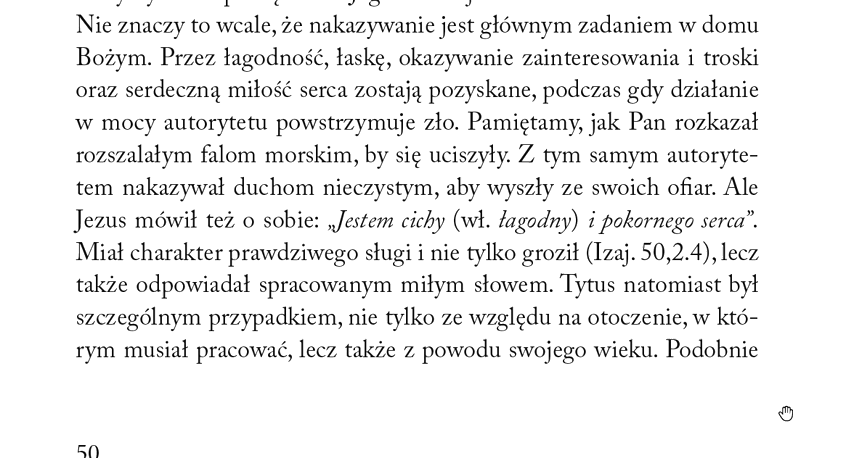 Nie znaczy to wcale, że nakazywanie jest głównym zadaniem w domu
Bożym. Przez łagodność, łaskę, okazywanie zainteresowania i troski
oraz serdeczną miłość serca zostają pozyskane, podczas gdy działanie
w mocy autorytetu powstrzymuje zło. Pamiętamy, jak Pan rozkazał
rozszalałym falom morskim, by się uciszyły. Z tym samym autoryte-
tem nakazywał duchom nieczystym, aby wyszły ze swoich ofiar. Ale
Jezus mówił też o sobie: „Jestem cichy (wł. łagodny) i pokornego serca”.
Miał charakter prawdziwego sługi i nie tylko groził (Izaj. 50,2.4), lecz
także odpowiadał spracowanym miłym słowem. Tytus natomiast był
szczególnym przypadkiem, nie tylko ze względu na otoczenie, w któ-
rym musiał pracować, lecz także z powodu swojego wieku. Podobnie
50